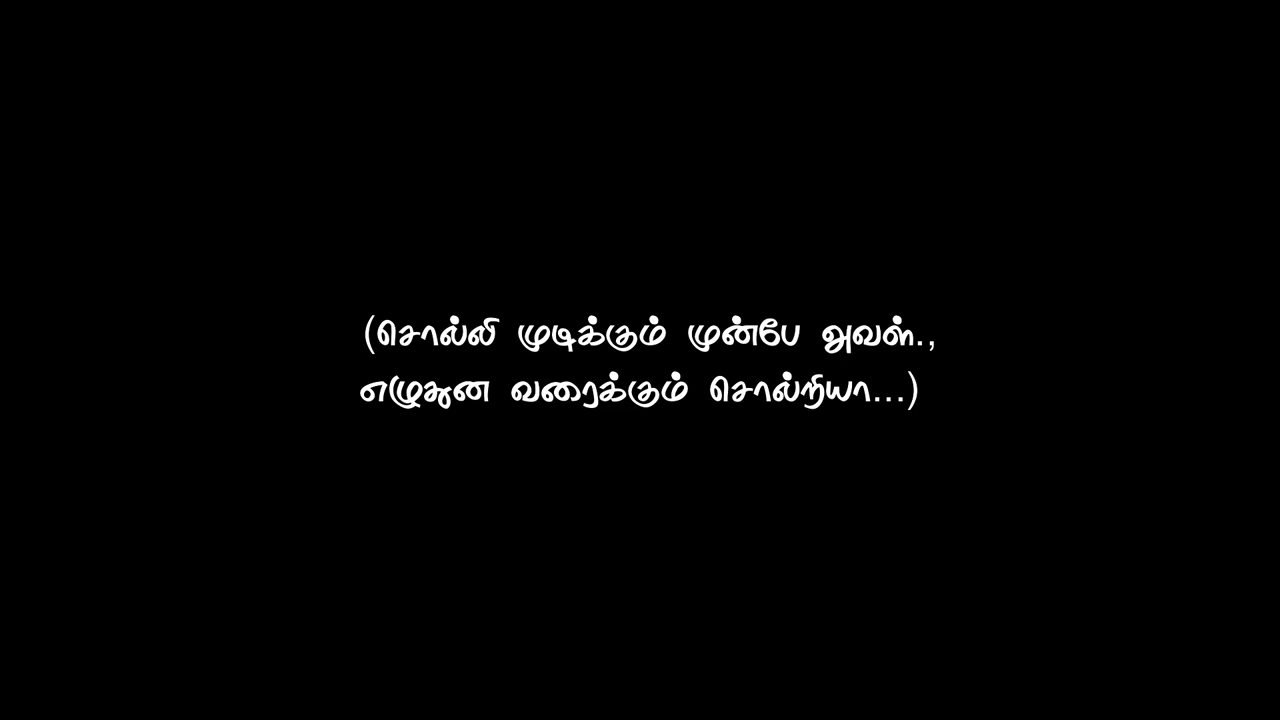 (சொல்லி முடிக்கும் முன்பே அவள்.,
எழுதுன வரைக்கும் சொல்றியா...)